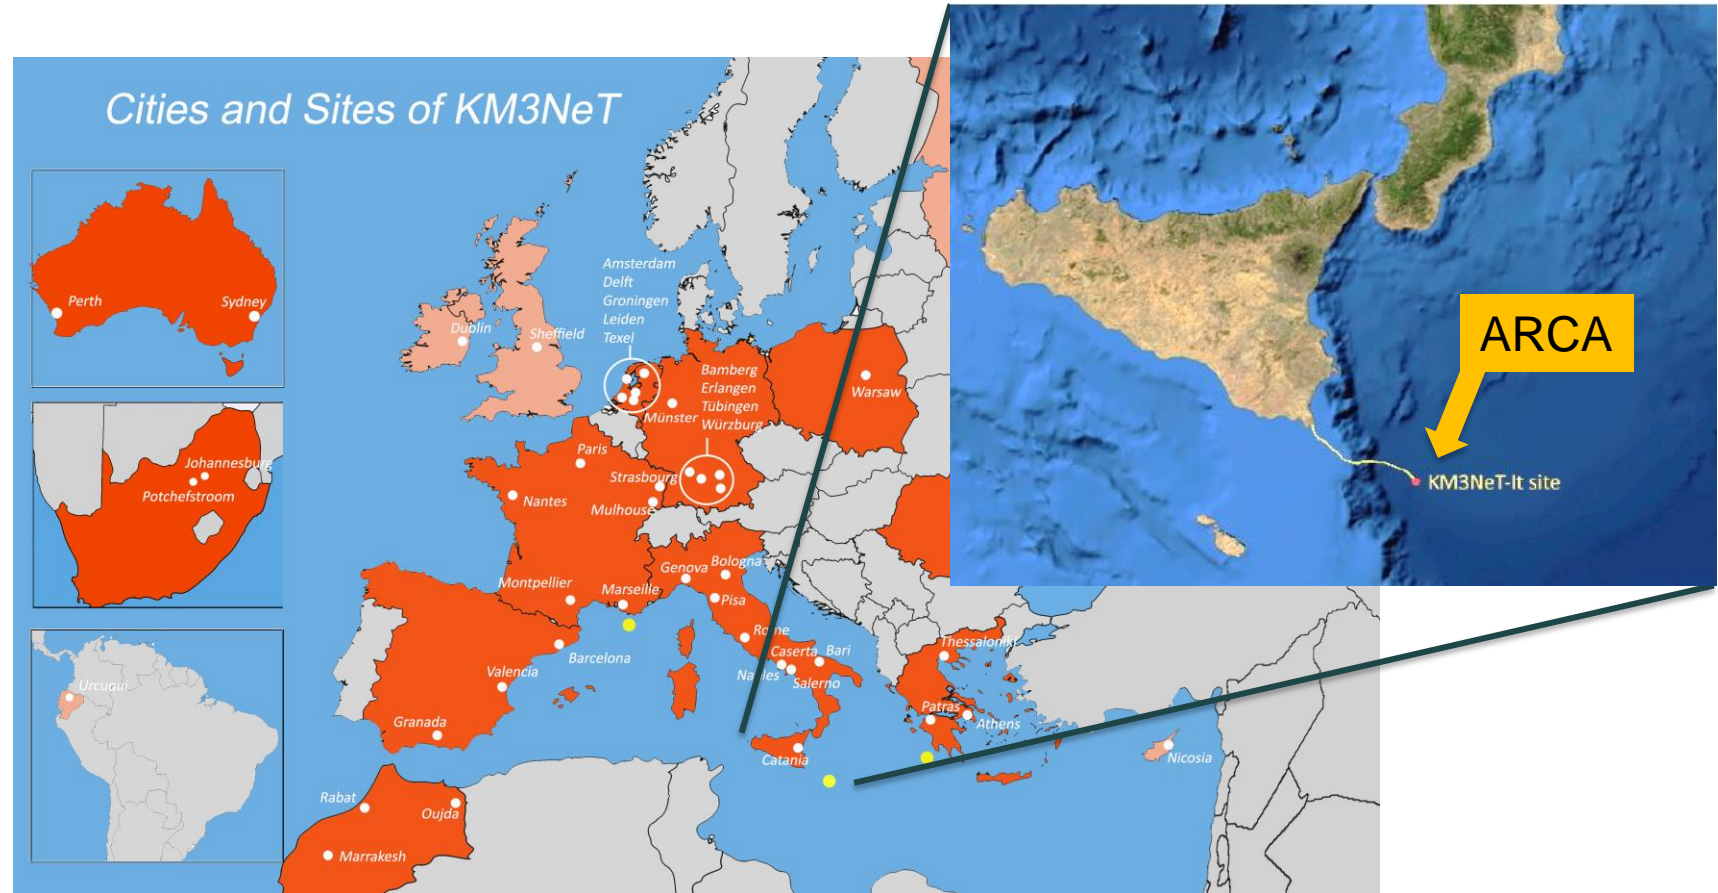 Cities and Sites of KM3NeT
Perth
Sydney
Johannesburg
Potchefstroom
Urcuqui
Dublin
Sheffield
Amsterdam
Delft
Groningen
Leiden
Texel
Münster
Bamberg
Erlangen
Tübingen
Würzburg
Warsaw
Paris
Strasbourg
Nantes
Mulhouse
Montpellier
Marseille
Genova
Bologna
Pisa
Rome
Caserta
Bari
Naples
Salerno
Barcelona
Valencia
Granada
Catania
Thessaloniki
Patras
Athens
Nicosia
Rabat
Oujda
Marrakesh
ARCA
KM3NeT-It site